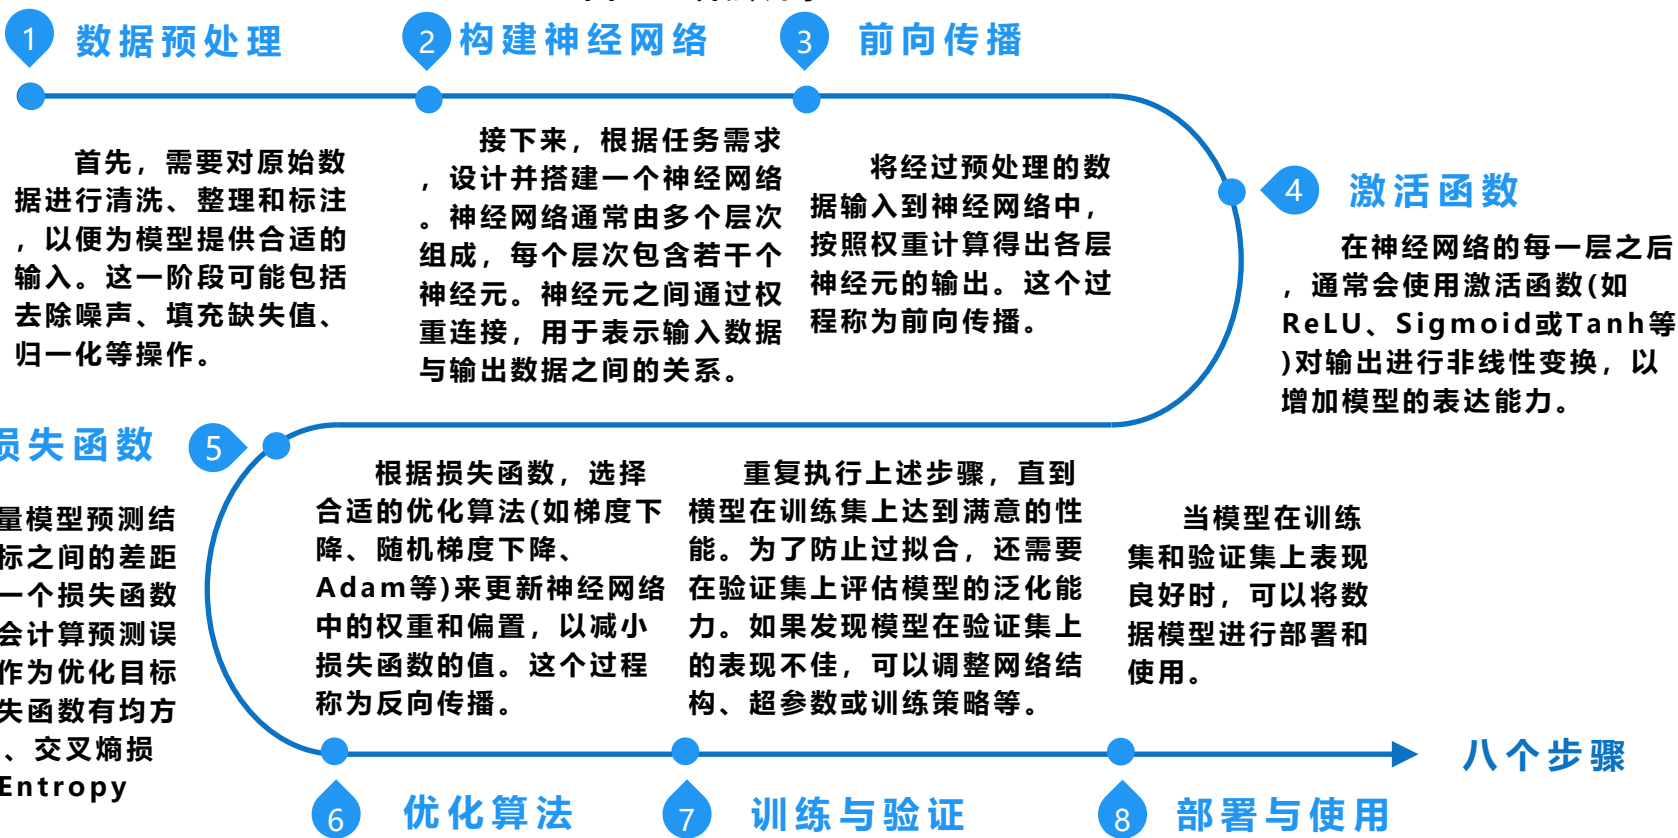 1 数据预处理
2 构建神经网络
3 前向传播
首先，需要对原始数
据进行清洗、整理和标注
，以便为模型提供合适的
输入。这一阶段可能包括
去除噪声、填充缺失值、
归一化等操作。
接下来，根据任务需求
，设计并搭建一个神经网络
。神经网络通常由多个层次
组成，每个层次包含若干个
神经元。神经元之间通过权
重连接，用于表示输入数据
与输出数据之间的关系。
将经过预处理的数
据输入到神经网络中，
按照权重计算得出各层
神经元的输出。这个过
程称为前向传播。
4 激活函数
在神经网络的每一层之后
，通常会使用激活函数(如
ReLU、Sigmoid或Tanh等
)对输出进行非线性变换，以
增加模型的表达能力。
损失函数 5
量模型预测结
标之间的差距
一个损失函数
会计算预测误
作为优化目标
失函数有均方
、交叉熵损
Entropy
根据损失函数，选择
合适的优化算法(如梯度下
降、随机梯度下降、
Adam等)来更新神经网络
中的权重和偏置，以减小
损失函数的值。这个过程
称为反向传播。
重复执行上述步骤，直到
横型在训练集上达到满意的性
能。为了防止过拟合，还需要
在验证集上评估模型的泛化能
力。如果发现模型在验证集上
的表现不佳，可以调整网络结
构、超参数或训练策略等。
当模型在训练
集和验证集上表现
良好时，可以将数
据模型进行部署和
使用。
八个步骤
6 优化算法
7 训练与验证
8 部署与使用